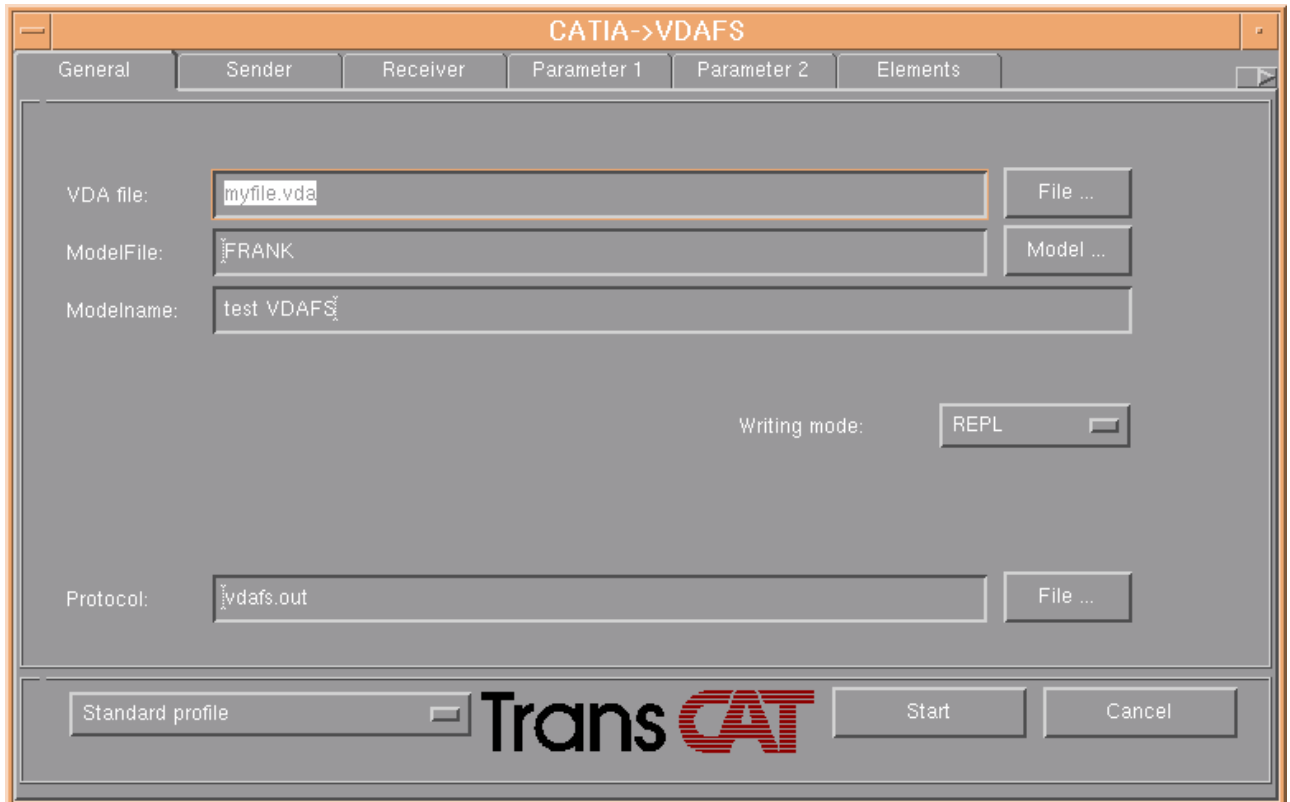 CATIA->VDAFS
General Sender Receiver Parameter 1 Parameter 2 Elements
VDA file: myfile.vda File ...
ModelFile: FRANK Model ...
Modelname: test VDAFS
Writing mode: REPL
Protocol: vdafs.out File ...
Standard profile TransCAT Start Cancel